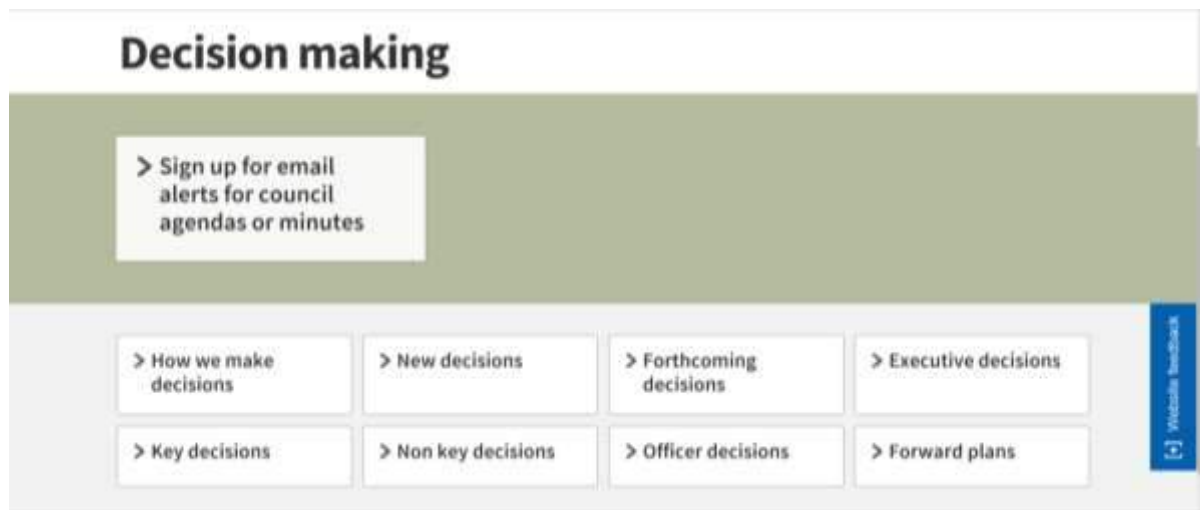 Decision making
> Sign up for email
alerts for council
agendas or minutes
> How we make
decisions
> New decisions
> Forthcoming
decisions
> Executive decisions
> Key decisions
> Non key decisions
> Officer decisions
> Forward plans
[+] Website feedback